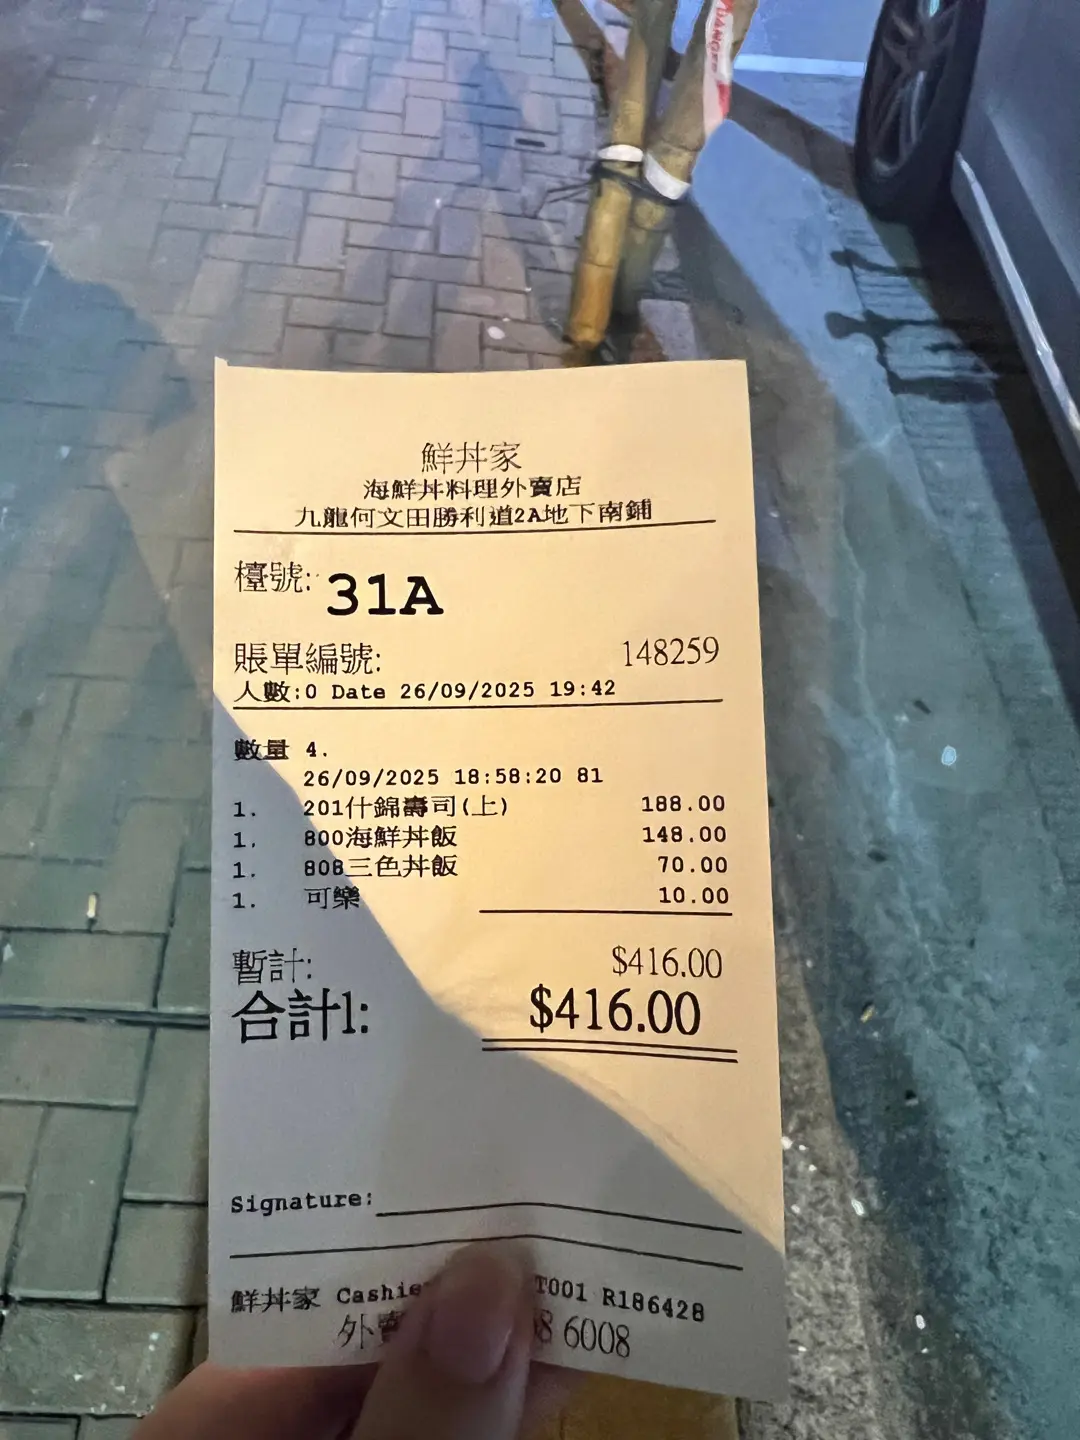 DANGER
鮮丼家
海鮮丼料理外賣店
九龍何文田勝利道2A地下南鋪
檯號: 31A
賬單編號: 148259
人數:0 Date 26/09/2025 19:42
數量 4.
26/09/2025 18:58:20 81
1. 201什錦壽司(上) 188.00
1. 800海鮮丼飯 148.00
1. 808三色丼飯 70.00
1. 可樂 10.00
暫計: $416.00
合計1: $416.00
Signature:
鮮丼家 T001 R186428
外賣 6008